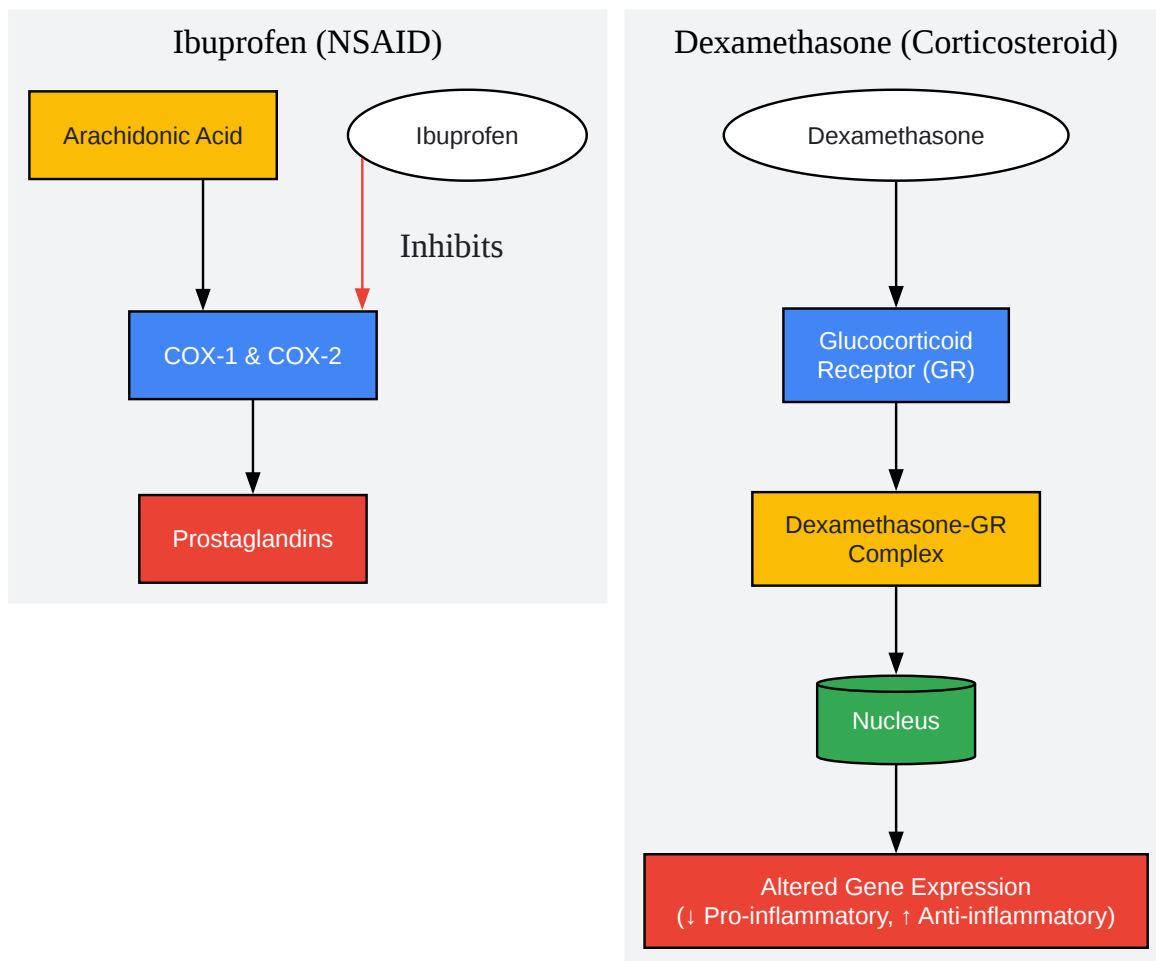 Ibuprofen (NSAID)
Arachidonic Acid
Ibuprofen
Inhibits
COX-1 & COX-2
Prostaglandins
Dexamethasone (Corticosteroid)
Dexamethasone
Glucocorticoid
Receptor (GR)
Dexamethasone-GR
Complex
Nucleus
Altered Gene Expression
(↓ Pro-inflammatory, ↑ Anti-inflammatory)